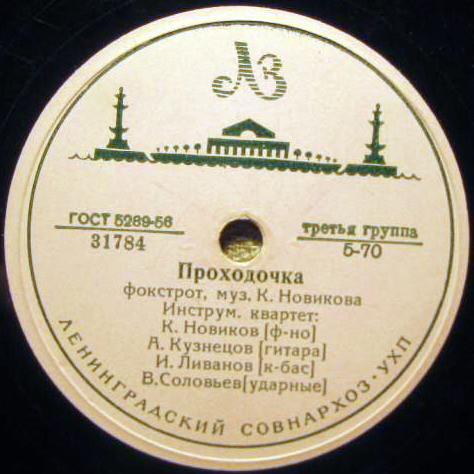 ЛЗ
ГОСТ 5289-56
31784
третья группа
5-70
Проходочка
фокстрот, муз. К. Новикова
Инструм. квартет:
К. Новиков [ф-но]
А. Кузнецов [гитара]
И. Ливанов [к-бас]
В.Соловьев[ударные]
ЛЕНИНГРАДСКИЙ СОВНАРХОЗ·УХП